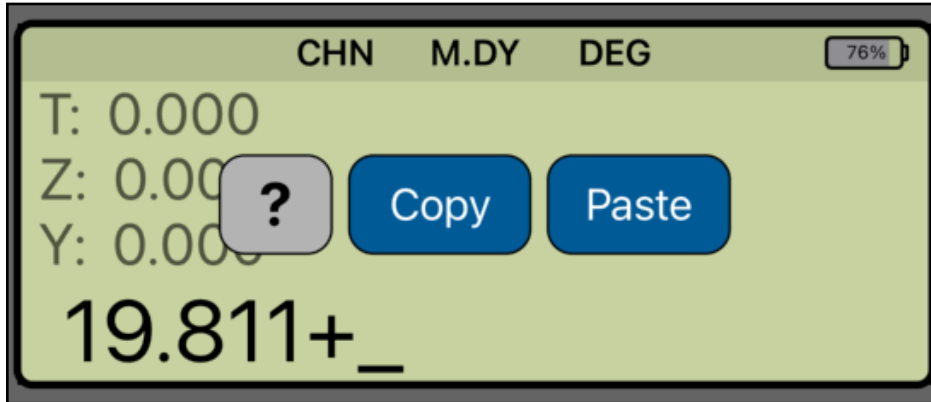 CHN M.DY DEG 76%
T: 0.000
Z: 0.00
? Copy Paste
Y: 0.000
19.811+_